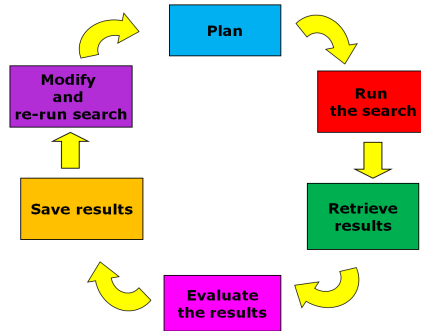 Plan
Run
the search
Retrieve
results
Evaluate
the results
Save results
Modify
and
re-run search